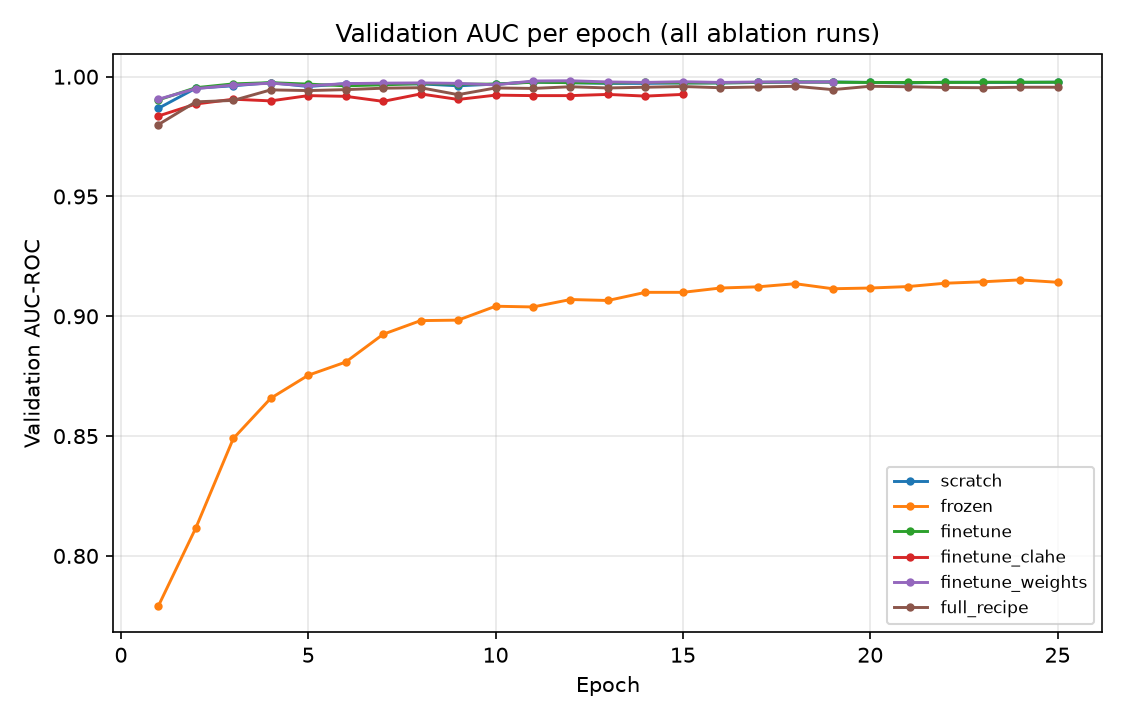 Validation AUC per epoch (all ablation runs)
1.00
0.95
0.90
0.85
0.80
Validation AUC-ROC
0
5
10
15
20
25
Epoch
scratch
frozen
finetune
finetune_clahe
finetune_weights
full_recipe